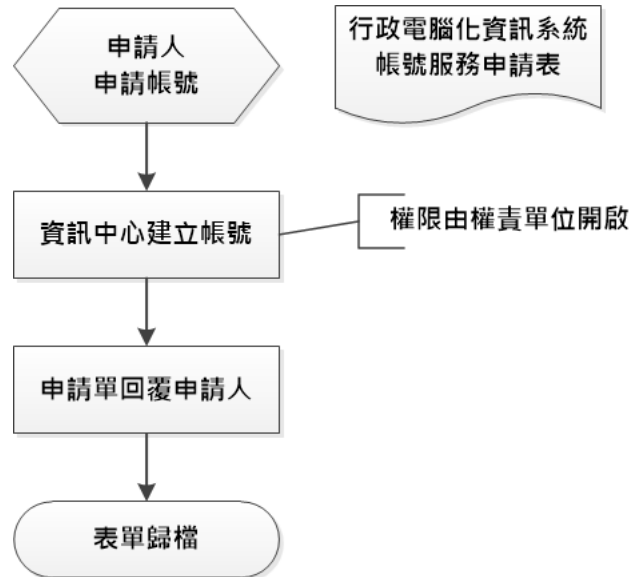 申請人
申請帳號
行政電腦化資訊系統
帳號服務申請表
資訊中心建立帳號
權限由權責單位開啟
申請單回覆申請人
表單歸檔